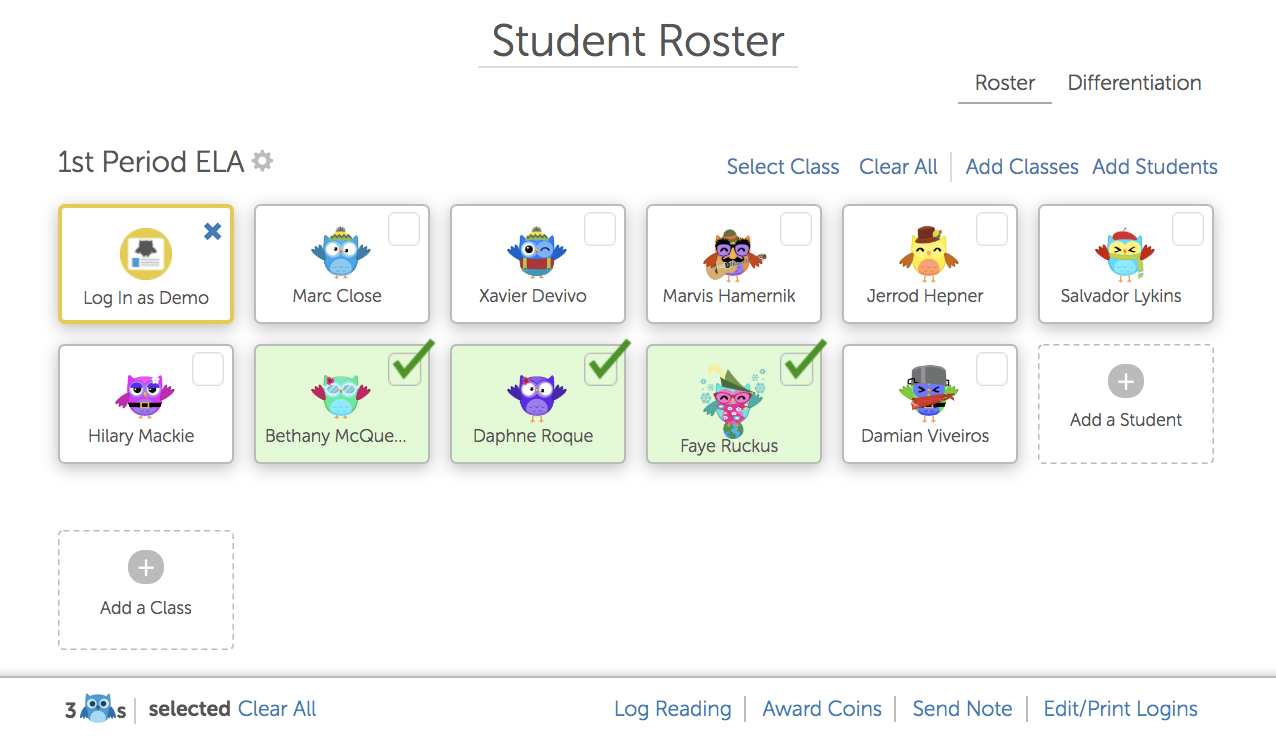 Student Roster
Roster Differentiation
1st Period ELA
Select Class Clear All Add Classes Add Students
Log In as Demo
Marc Close
Xavier Devivo
Marvis Hamernik
Jerrod Hepner
Salvador Lykins
Hilary Mackie
Bethany McQue...
Daphne Roque
Faye Ruckus
Damian Viveiros
Add a Student
Add a Class
3 s selected Clear All
Log Reading Award Coins Send Note Edit/Print Logins